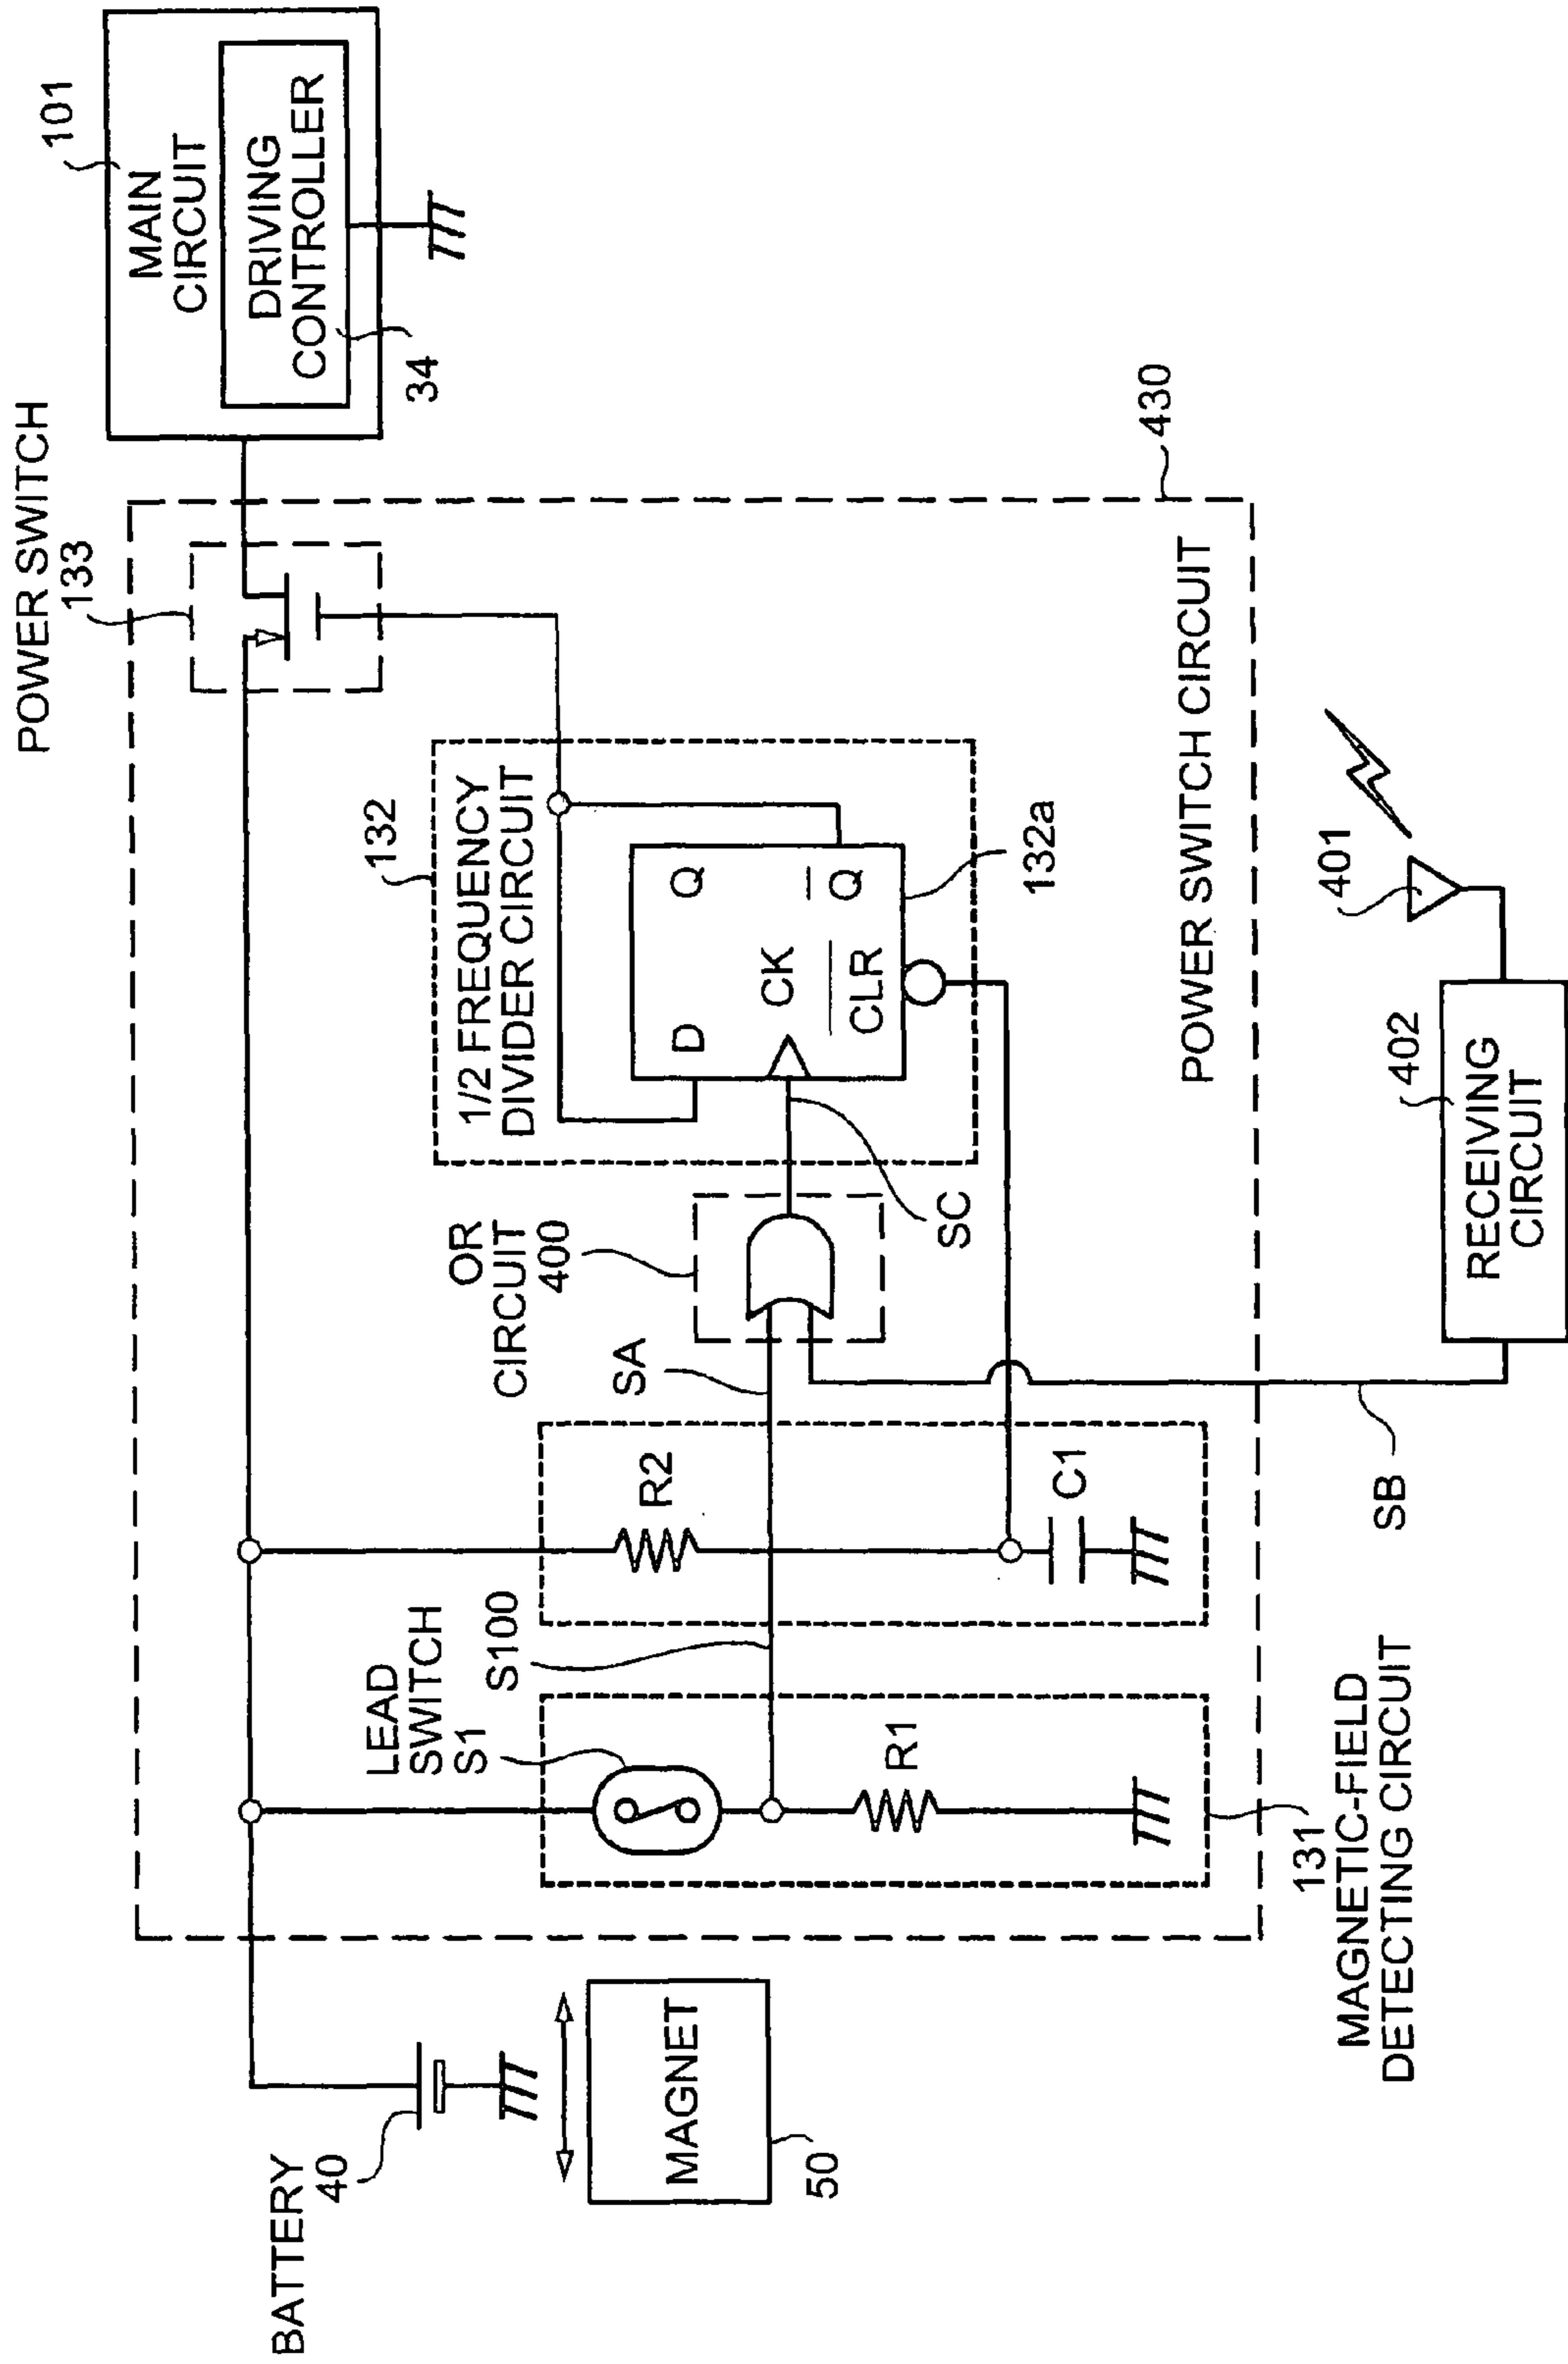 POWER SWITCH
133
101
MAIN
CIRCUIT
DRIVING
CONTROLLER
34
132
1/2 FREQUENCY
DIVIDER CIRCUIT
D
Q
CK
Q
CLR
132a
OR
CIRCUIT
400
SA
SC
LEAD
SWITCH
S1
S100
R2
R1
C1
BATTERY
40
MAGNET
50
131
MAGNETIC-FIELD
DETECTING CIRCUIT
POWER SWITCH CIRCUIT
430
SB
402
RECEIVING
CIRCUIT
401